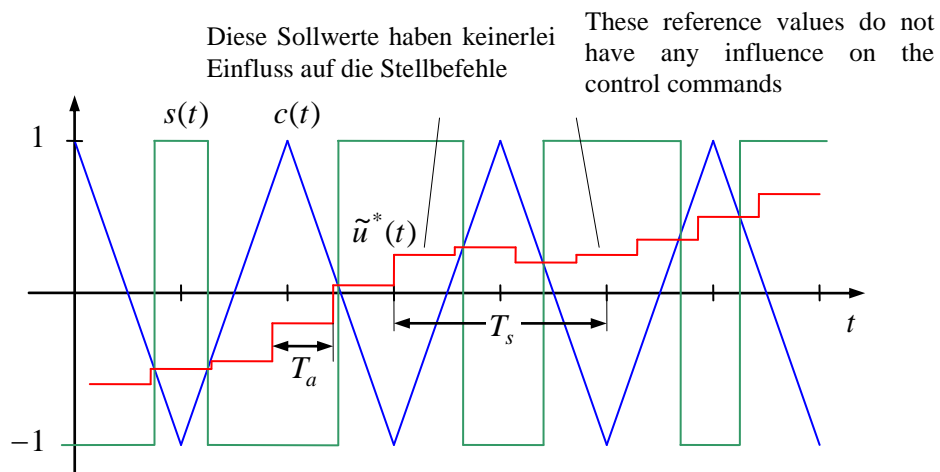 Diese Sollwerte haben keinerlei
Einfluss auf die Stellbefehle
These reference values do not
have any influence on the
control commands
s(t)
c(t)
1
ũ*(t)
t
T_s
T_a
−1